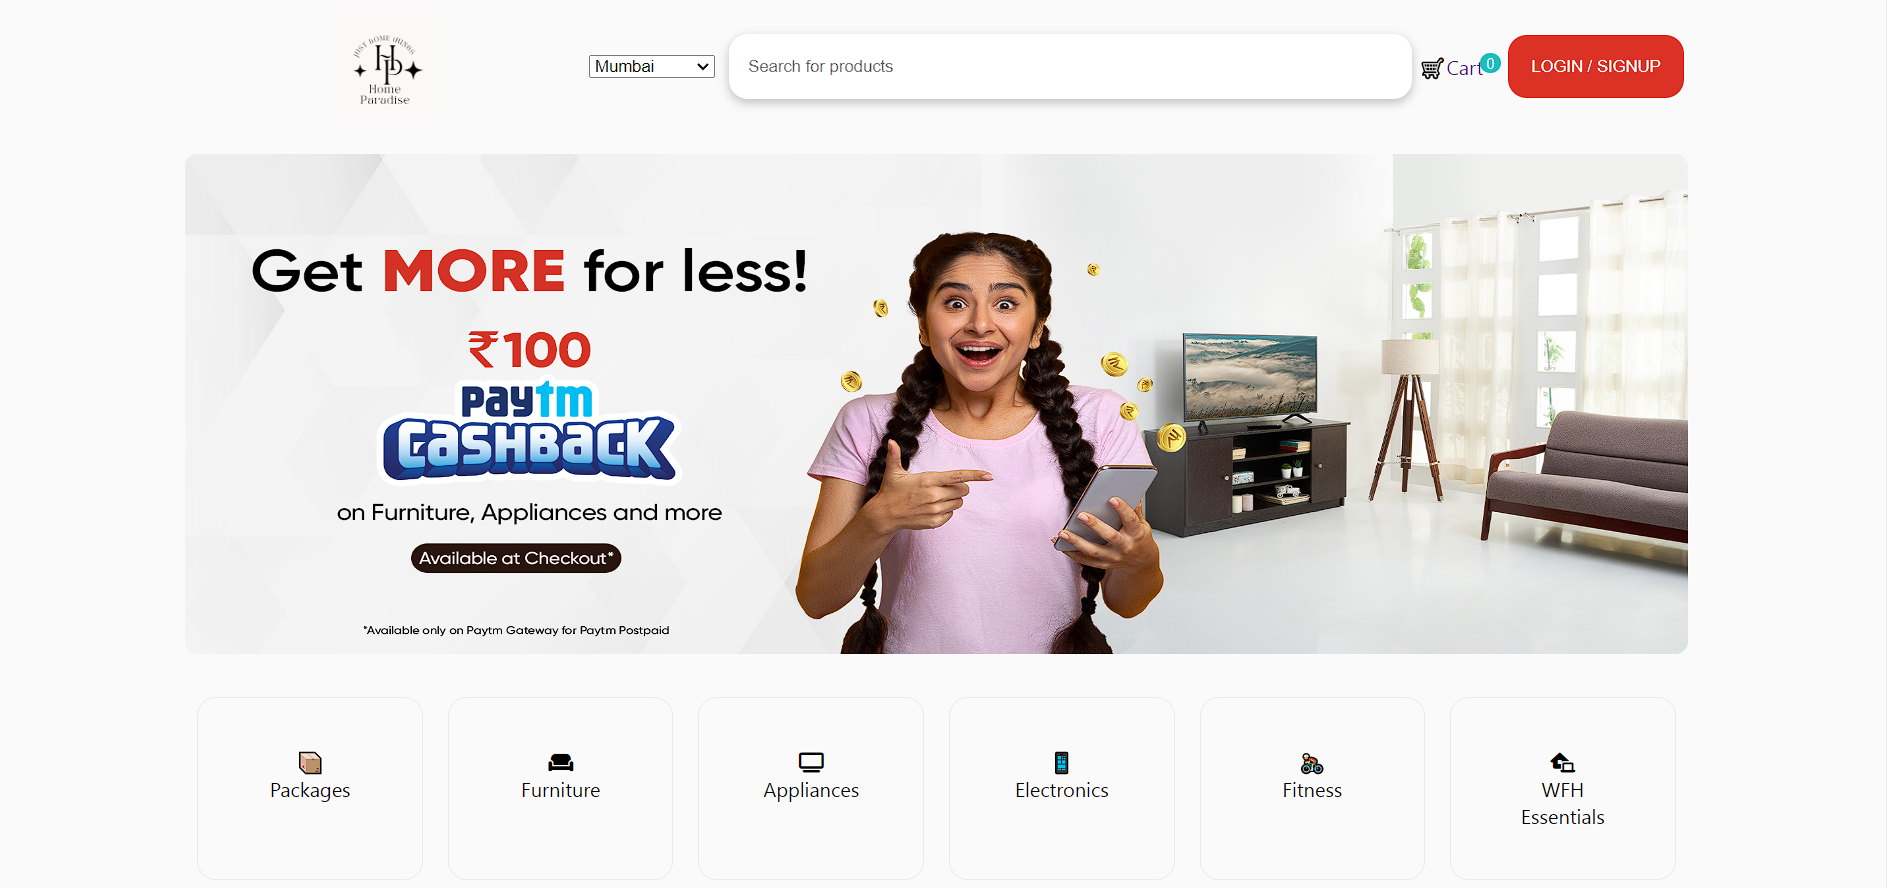 JUST HOME THINGS
HP
Home
Paradise
Mumbai
Search for products
Cart
0
LOGIN / SIGNUP
Get MORE for less!
₹100
paytm
CASHBACK
on Furniture, Appliances and more
Available at Checkout*
*Available only on Paytm Gateway for Paytm Postpaid
Packages
Furniture
Appliances
Electronics
Fitness
WFH
Essentials